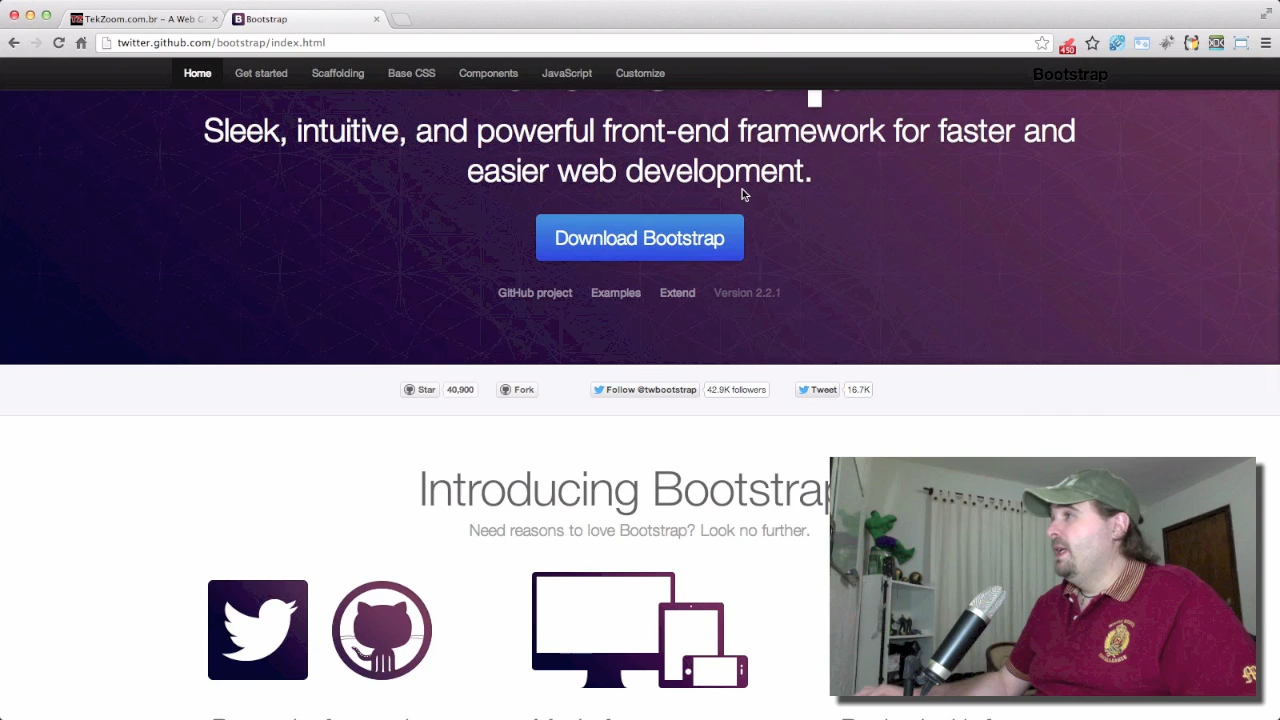 TekZoom.com.br – A Web G
Bootstrap
twitter.github.com/bootstrap/index.html
450
Home Get started Scaffolding Base CSS Components JavaScript Customize Bootstrap
Sleek, intuitive, and powerful front-end framework for faster and
easier web development.
Download Bootstrap
GitHub project Examples Extend Version 2.2.1
Star 40,900 Fork Follow @twbootstrap 42.9K followers Tweet 16.7K
Introducing Bootstrap
Need reasons to love Bootstrap? Look no further.